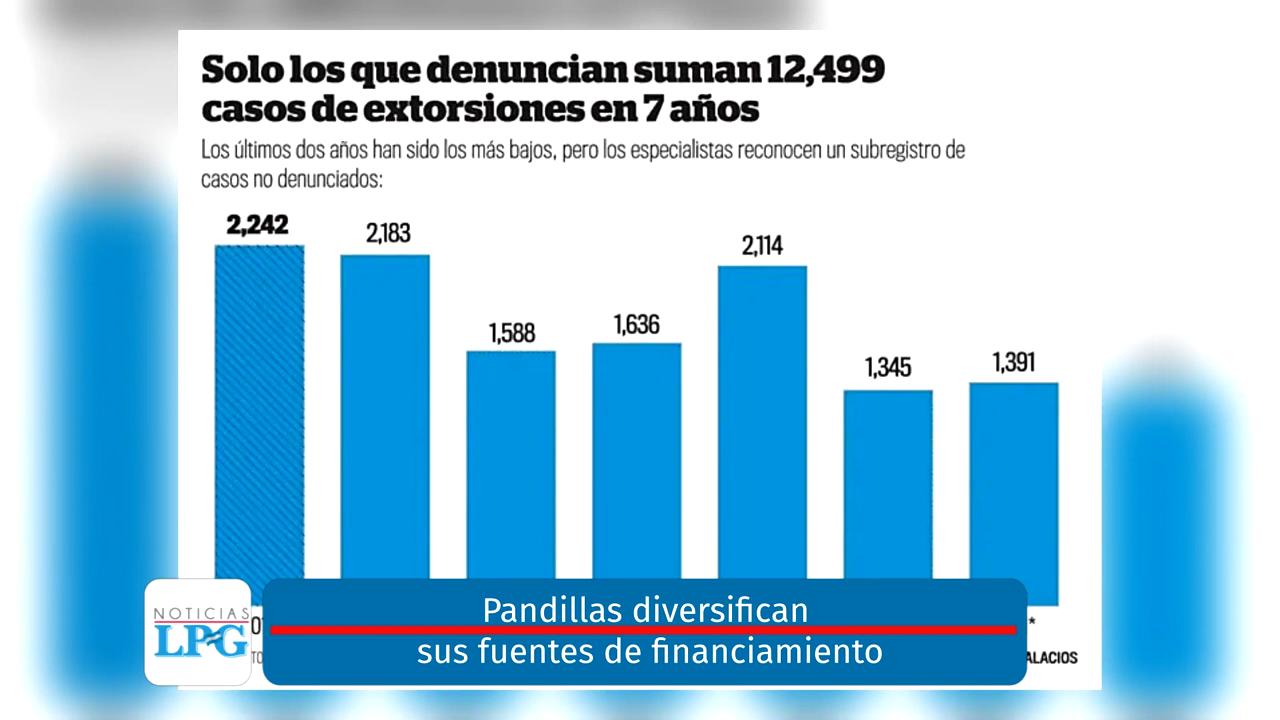 Solo los que denuncian suman 12,499
casos de extorsiones en 7 años
Los últimos dos años han sido los más bajos, pero los especialistas reconocen un subregistro de
casos no denunciados:
2,242
2,183
1,588
1,636
2,114
1,345
1,391
*
NOTICIAS
LPG
Pandillas diversifican
sus fuentes de financiamiento
ALACIOS